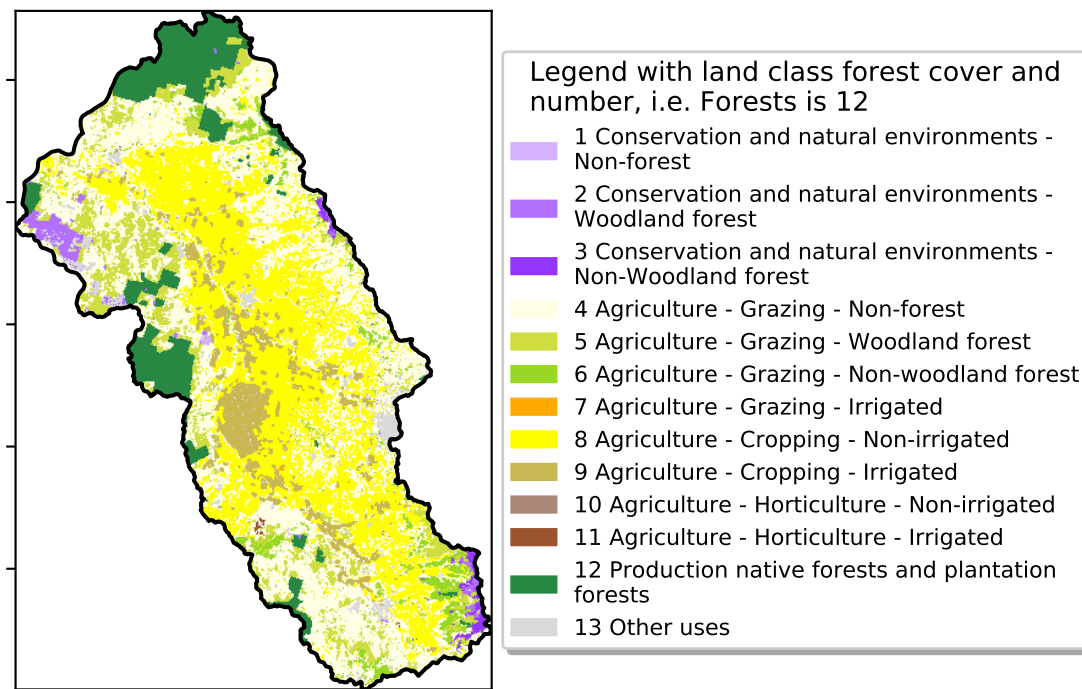 Legend with land class forest cover and
number, i.e. Forests is 12
1 Conservation and natural environments -
Non-forest
2 Conservation and natural environments -
Woodland forest
3 Conservation and natural environments -
Non-Woodland forest
4 Agriculture - Grazing - Non-forest
5 Agriculture - Grazing - Woodland forest
6 Agriculture - Grazing - Non-woodland forest
7 Agriculture - Grazing - Irrigated
8 Agriculture - Cropping - Non-irrigated
9 Agriculture - Cropping - Irrigated
10 Agriculture - Horticulture - Non-irrigated
11 Agriculture - Horticulture - Irrigated
12 Production native forests and plantation
forests
13 Other uses